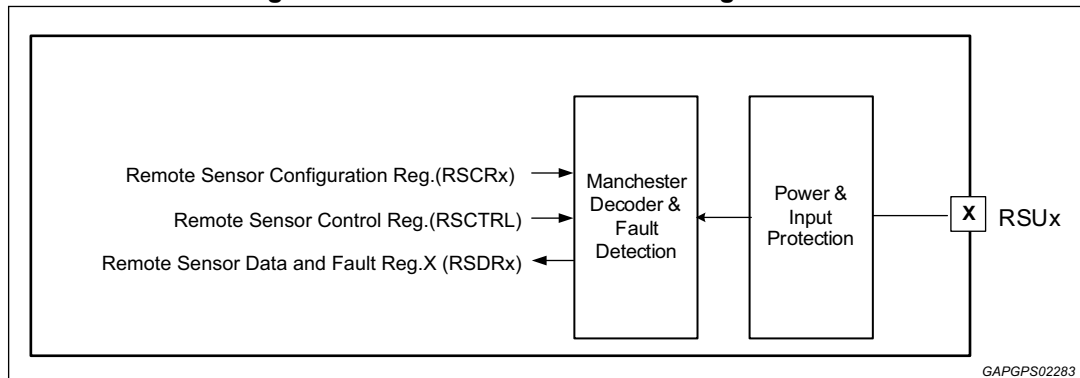 Remote Sensor Configuration Reg.(RSCRx)
Remote Sensor Control Reg.(RSCTRL)
Remote Sensor Data and Fault Reg.X (RSDRx)
Manchester
Decoder &
Fault
Detection
Power &
Input
Protection
X
RSUx
GAPGPS02283